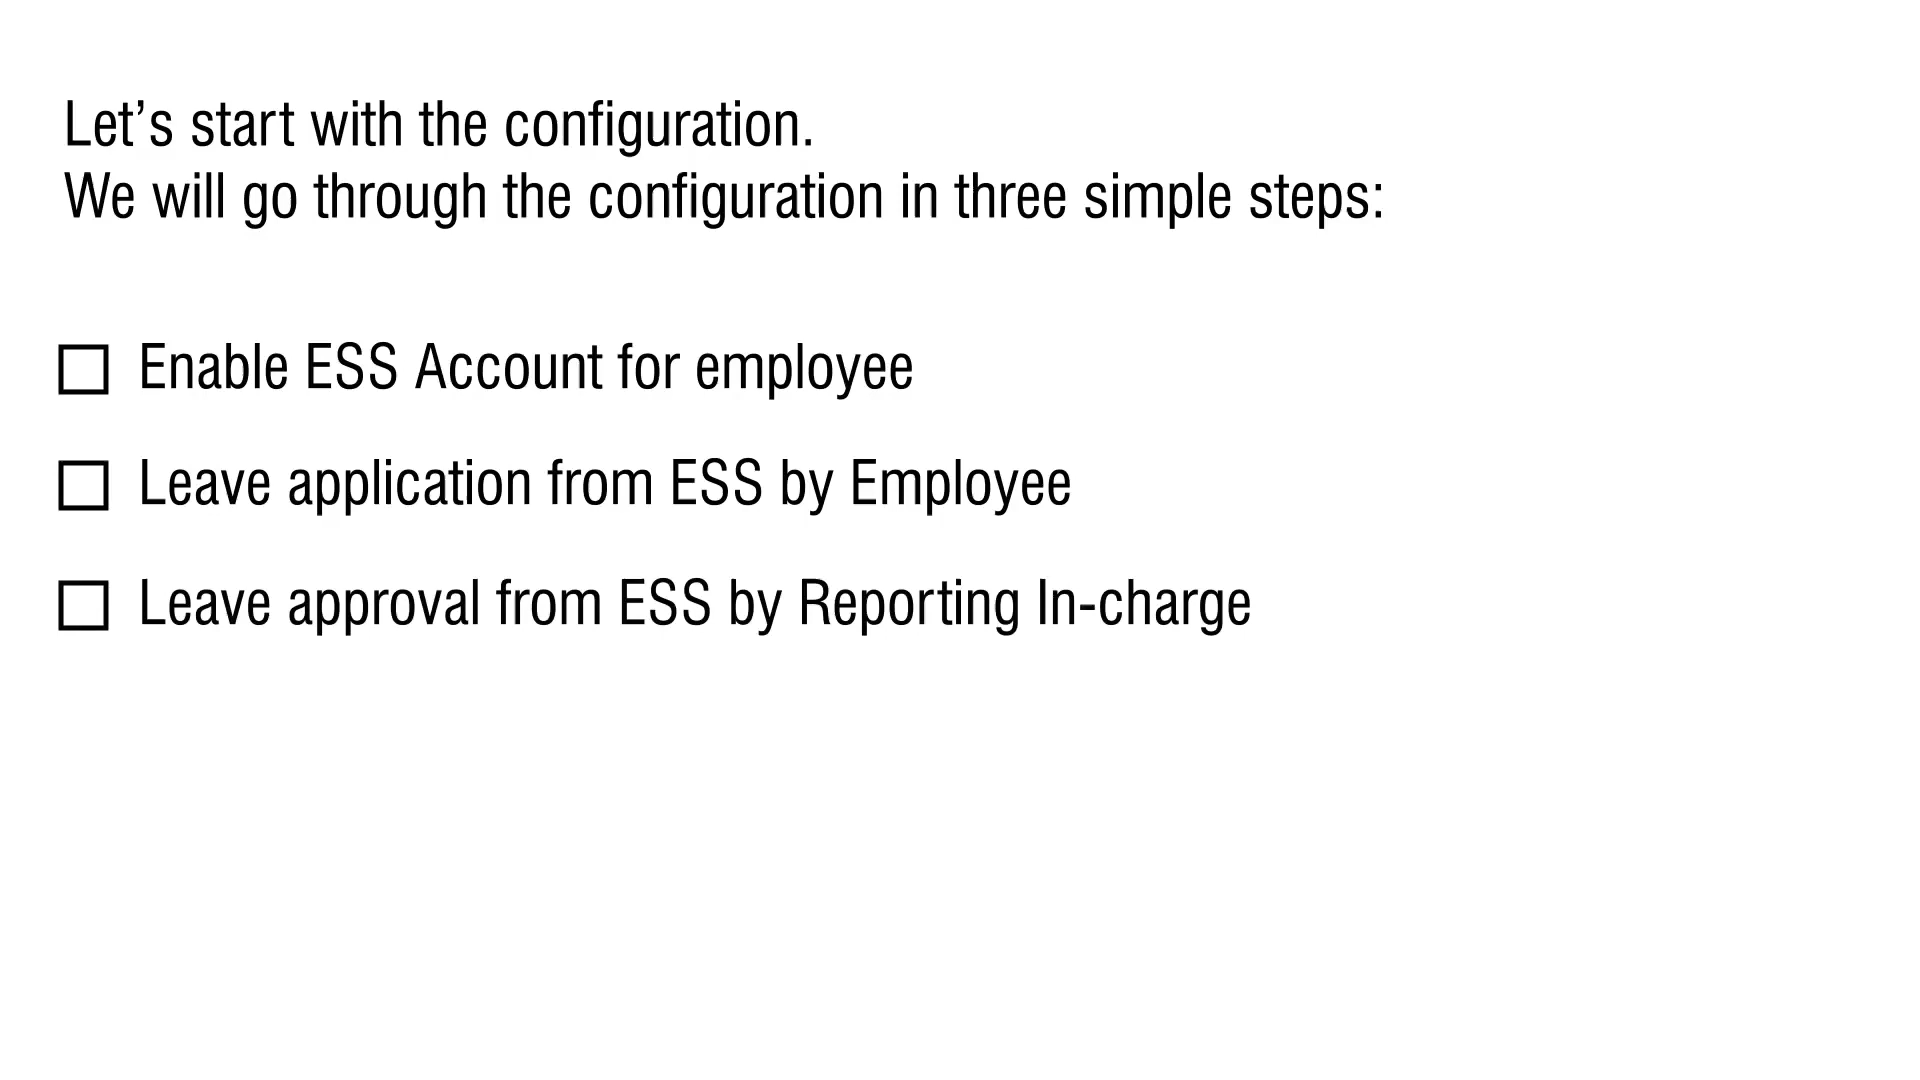 Let’s start with the configuration.
We will go through the configuration in three simple steps:
Enable ESS Account for employee
Leave application from ESS by Employee
Leave approval from ESS by Reporting In-charge